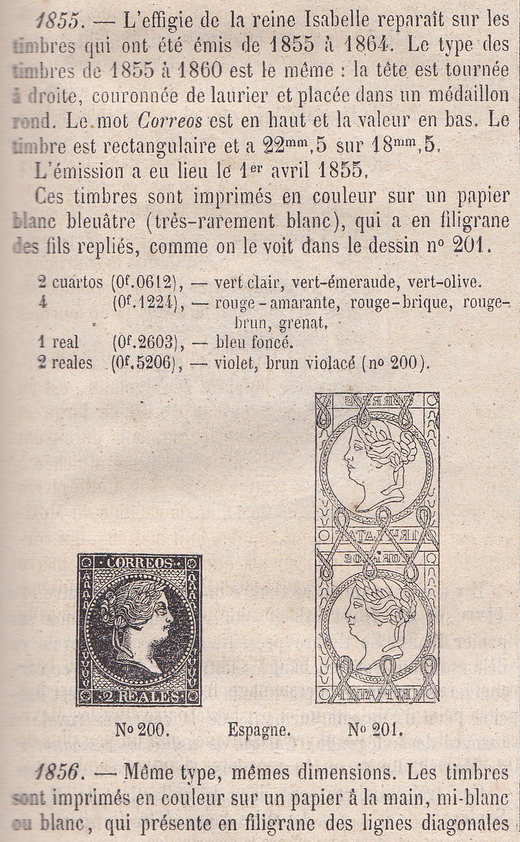 1855. — L'effigie de la reine Isabelle reparaît sur les
timbres qui ont été émis de 1855 à 1864. Le type des
timbres de 1855 à 1860 est le même : la tête est tournée
à droite, couronnée de laurier et placée dans un médaillon
rond. Le mot Correos est en haut et la valeur en bas. Le
timbre est rectangulaire et a 22mm,5 sur 18mm,5.
L'émission a eu lieu le 1er avril 1855.
Ces timbres sont imprimés en couleur sur un papier
blanc bleuâtre (très-rarement blanc), qui a en filigrane
des fils repliés, comme on le voit dans le dessin no 201.
2 cuartos (0f.0612), — vert clair, vert-émeraude, vert-olive.
4 (0f.1224), — rouge-amarante, rouge-brique, rouge-
brun, grenat.
1 real (0f.2603), — bleu foncé.
2 reales (0f.5206), — violet, brun violacé (no 200).
CORREOS
2 REALES
No 200. Espagne. No 201.
1856. — Même type, mêmes dimensions. Les timbres
sont imprimés en couleur sur un papier à la main, mi-blanc
ou blanc, qui présente en filigrane des lignes diagonales